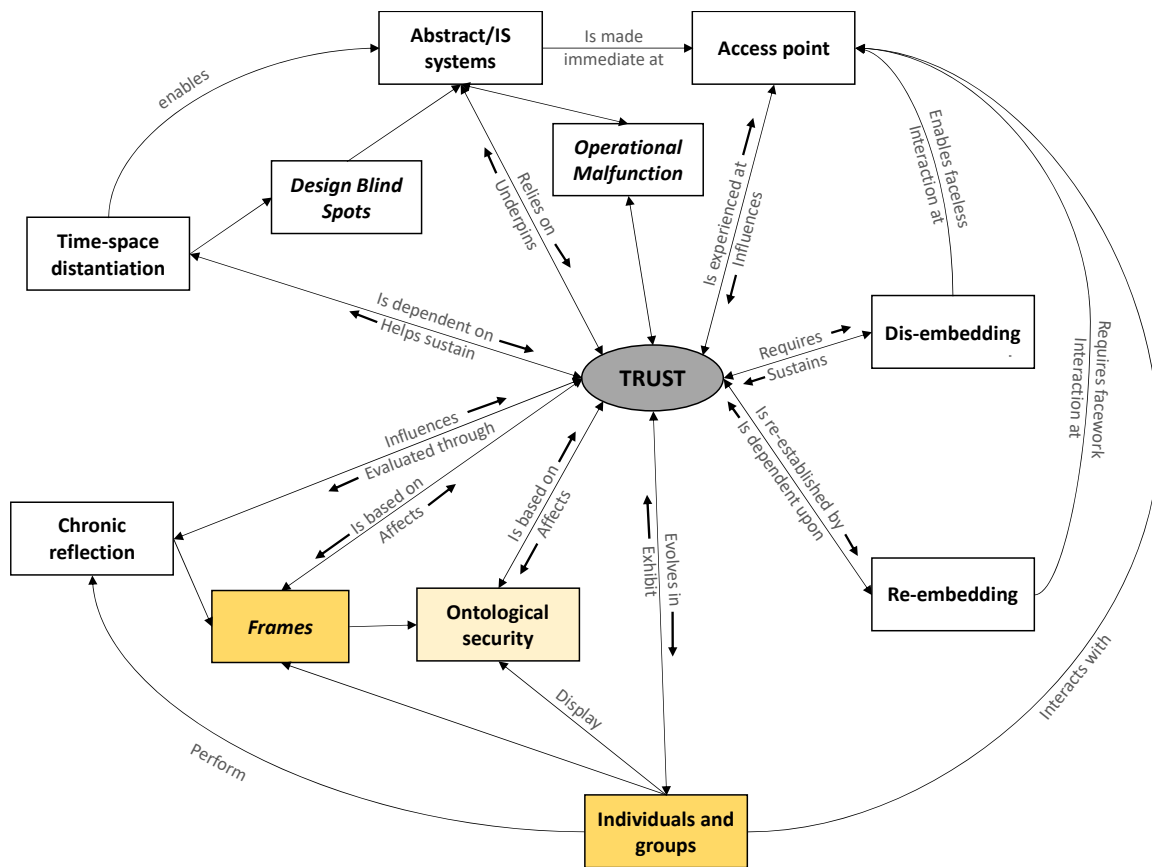 Abstract/IS
systems
Is made
immediate at
Access point
enables
Operational
Malfunction
Design Blind
Spots
Relies on
Underpins
Is experienced at
Influences
Enables faceless
Interaction at
Time-space
distantiation
Is dependent on
Helps sustain
Requires
Sustains
Dis-embedding
.
TRUST
Requires facework
Interaction at
Influences
Evaluated through
Is based on
Affects
Is based on
Affects
Is re-established by
Is dependent upon
Chronic
reflection
Evolves in
Exhibit
Re-embedding
Frames
Ontological
security
Interacts with
Display
Perform
Individuals and
groups